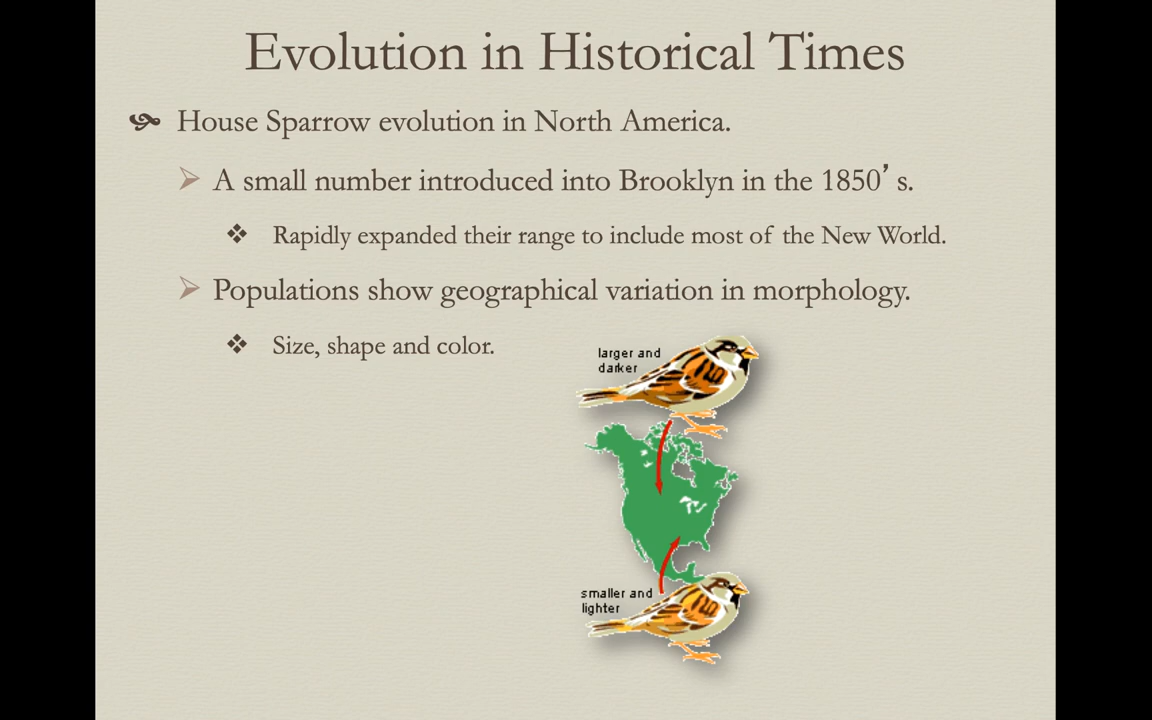 Evolution in Historical Times
House Sparrow evolution in North America.
A small number introduced into Brooklyn in the 1850’ s.
Rapidly expanded their range to include most of the New World.
Populations show geographical variation in morphology.
Size, shape and color.
larger and
darker
smaller and
lighter